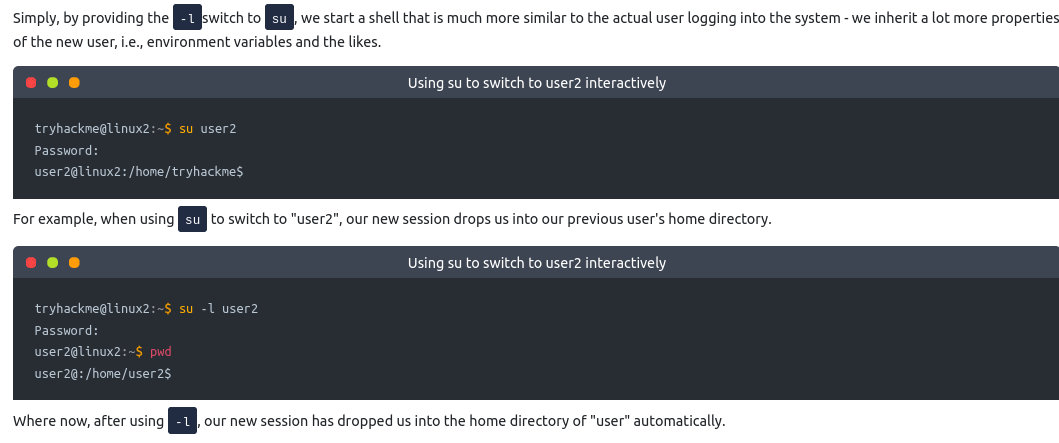 Simply, by providing the -l switch to su, we start a shell that is much more similar to the actual user logging into the system - we inherit a lot more properties
of the new user, i.e., environment variables and the likes.
Using su to switch to user2 interactively
tryhackme@linux2:~$ su user2
Password:
user2@linux2:/home/tryhackme$
For example, when using su to switch to "user2", our new session drops us into our previous user's home directory.
Using su to switch to user2 interactively
tryhackme@linux2:~$ su -l user2
Password:
user2@linux2:~$ pwd
user2@:/home/user2$
Where now, after using -l, our new session has dropped us into the home directory of "user" automatically.